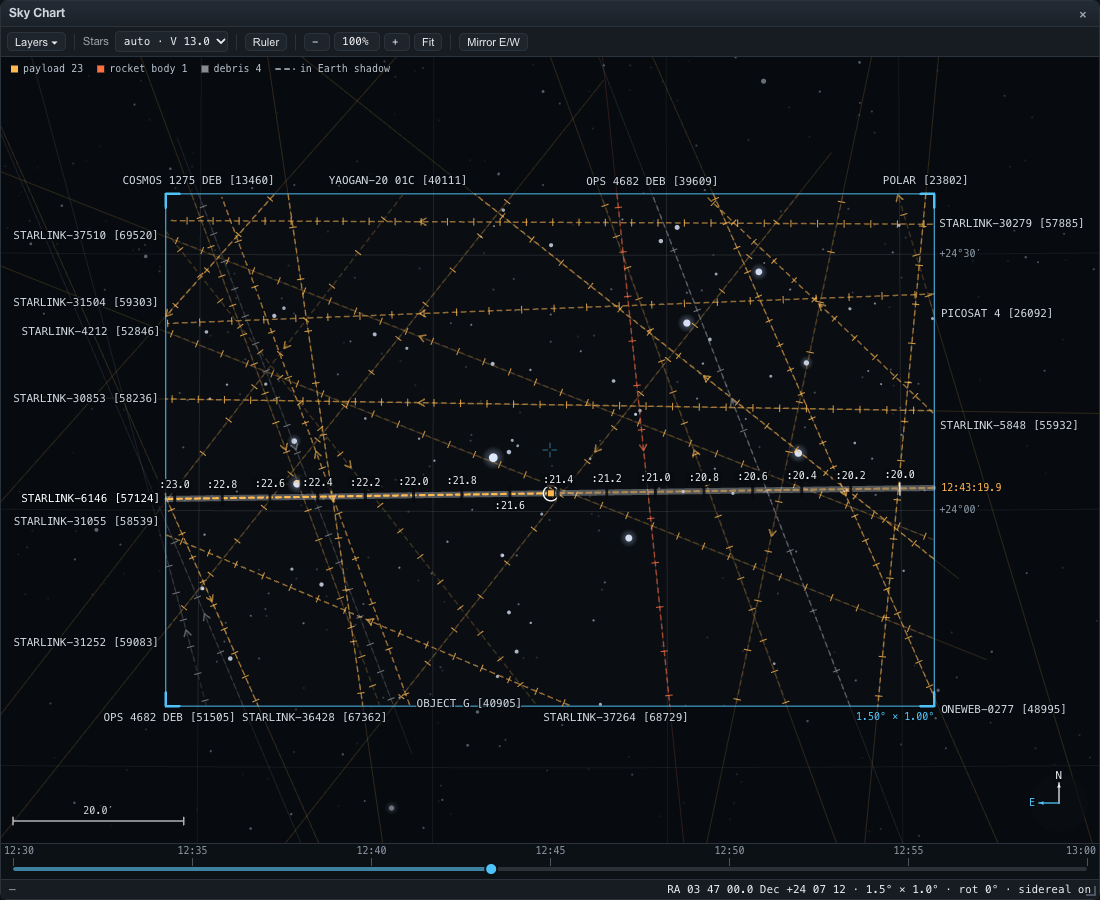 Sky Chart
×
Layers Stars auto · V 13.0 Ruler − 100% + Fit Mirror E/W
payload 23 rocket body 1 debris 4 in Earth shadow
COSMOS 1275 DEB [13460] YAOGAN−20 01C [40111] OPS 4682 DEB [39609] POLAR [23802]
STARLINK−30279 [57885]
STARLINK−37510 [69520]
+24°30′
STARLINK−31504 [59303]
PICOSAT 4 [26092]
STARLINK−4212 [52846]
STARLINK−30853 [58236]
STARLINK−5848 [55932]
:23.0 :22.8 :22.6 :22.4 :22.2 :22.0 :21.8 :21.6 :21.4 :21.2 :21.0 :20.8 :20.6 :20.4 :20.2 :20.0
12:43:19.9
STARLINK−6146 [57124]
+24°00′
STARLINK−31055 [58539]
STARLINK−31252 [59083]
OBJECT G [40905]
ONEWEB−0277 [48995]
OPS 4682 DEB [51505] STARLINK−36428 [67362] STARLINK−37264 [68729] 1.50° × 1.00°
N
E
20.0′
12:30 12:35 12:40 12:45 12:50 12:55 13:00
— RA 03 47 00.0 Dec +24 07 12 · 1.5° × 1.0° · rot 0° · sidereal on